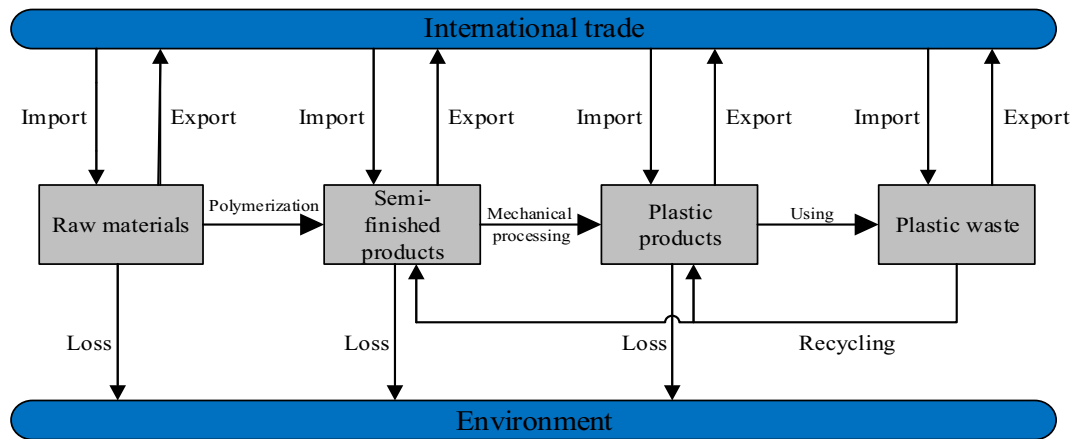 International trade
Import
Export
Import
Export
Import
Export
Import
Export
Raw materials
Polymerization
Semi-
finished
products
Mechanical
processing
Plastic
products
Using
Plastic waste
Loss
Loss
Loss
Recycling
Environment